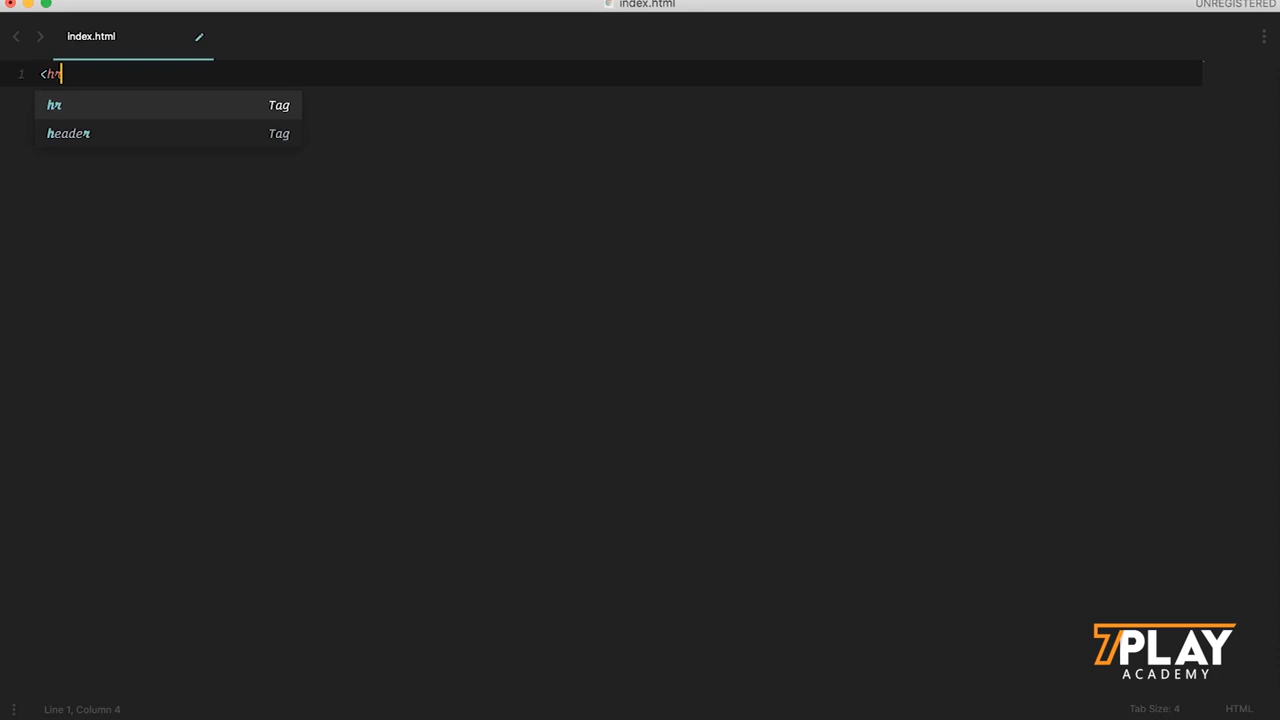 index.html
UNREGISTERED
index.html
1 <hr
hr Tag
header Tag
7PLAY
ACADEMY
Line 1, Column 4
Tab Size: 4
HTML